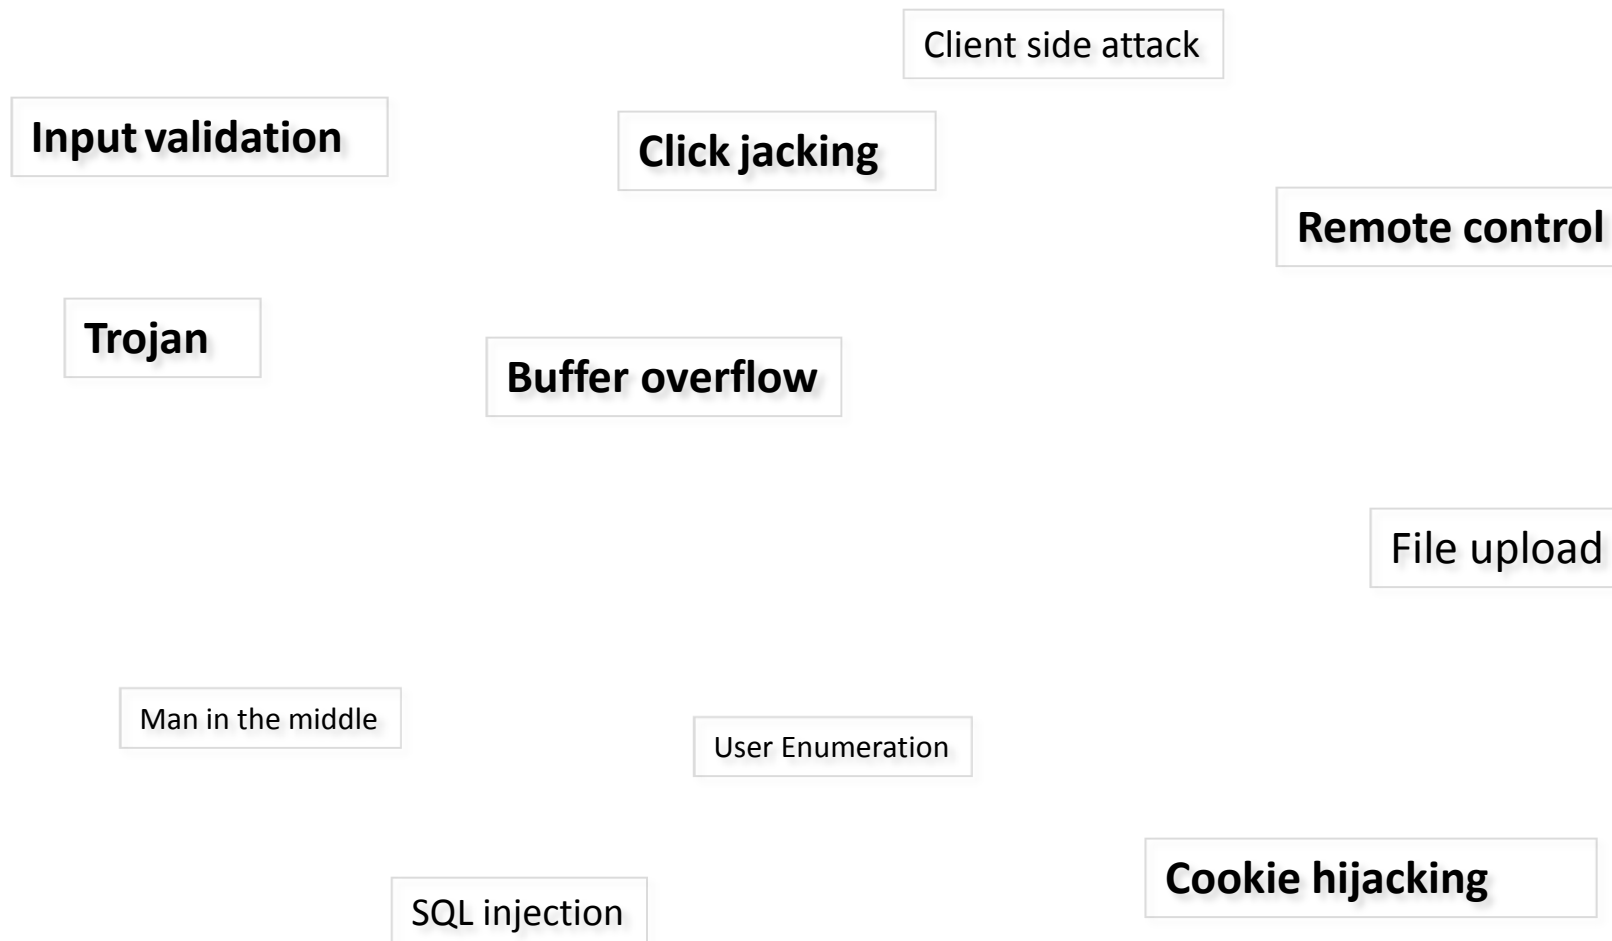 Client side attack
Input validation
Click jacking
Remote control
Trojan
Buffer overflow
File upload
Man in the middle
User Enumeration
Cookie hijacking
SQL injection